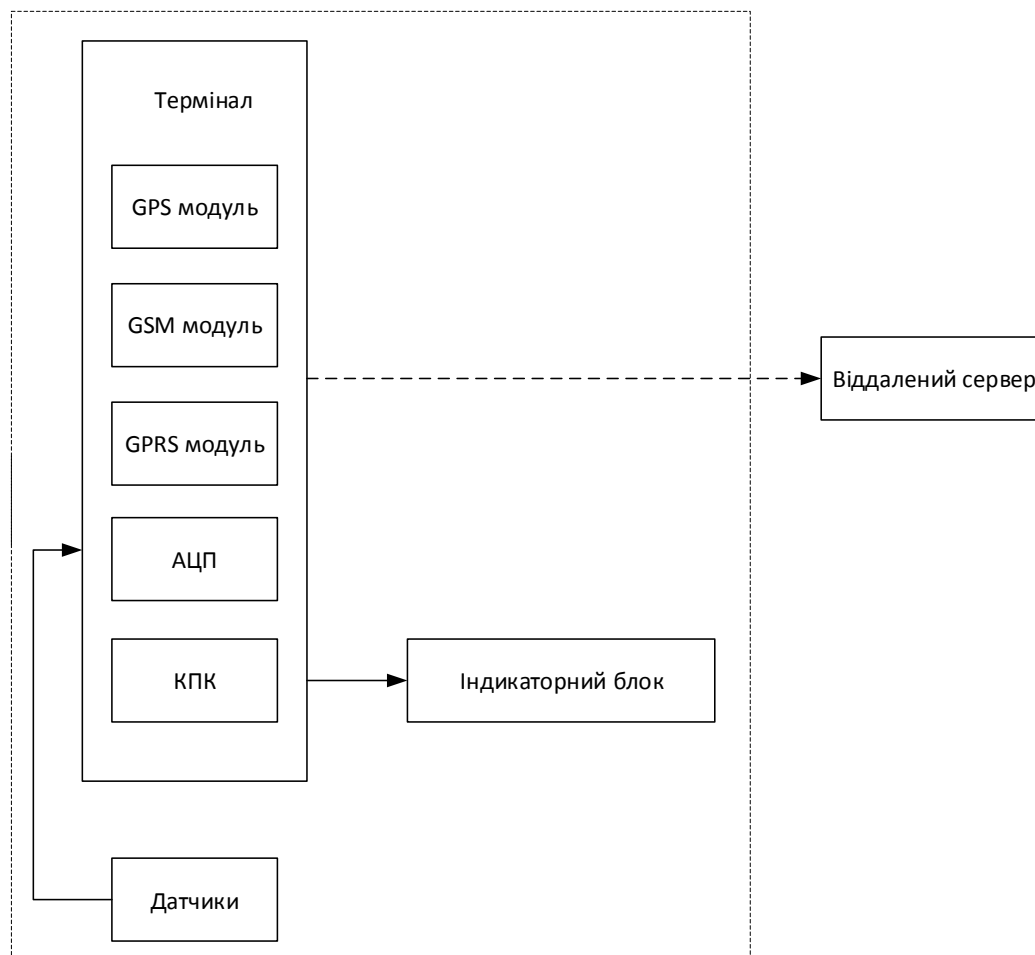 Термінал
GPS модуль
GSM модуль
Віддалений сервер
GPRS модуль
АЦП
КПК
Індикаторний блок
Датчики